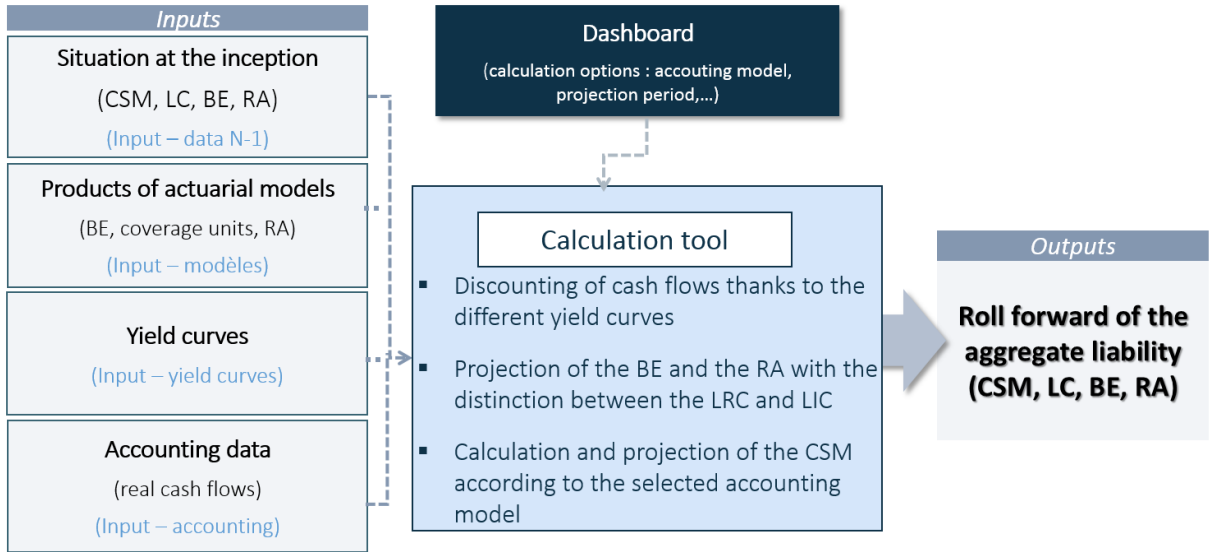 Inputs
Situation at the inception
(CSM, LC, BE, RA)
(Input – data N-1)
Products of actuarial models
(BE, coverage units, RA)
(Input – modèles)
Yield curves
(Input – yield curves)
Accounting data
(real cash flows)
(Input – accounting)
Dashboard
(calculation options : accouting model,
projection period,...)
Calculation tool
▪ Discounting of cash flows thanks to the
different yield curves
▪ Projection of the BE and the RA with the
distinction between the LRC and LIC
▪ Calculation and projection of the CSM
according to the selected accounting
model
Outputs
Roll forward of the
aggregate liability
(CSM, LC, BE, RA)